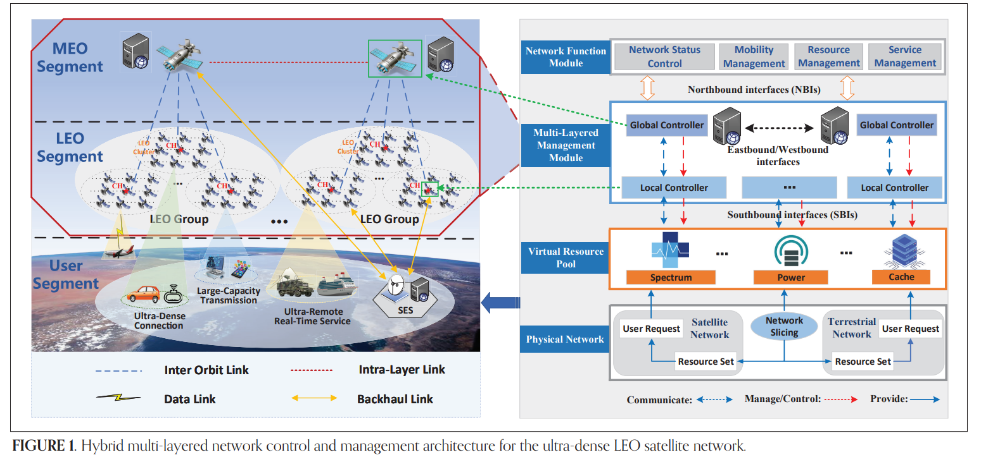 MEO
Segment
LEO
Segment
LEO
Cluster
CH
CH
CH
...
LEO Group
...
LEO
Cluster
CH
CH
CH
...
LEO Group
User
Segment
Ultra-Dense
Connection
Large-Capacity
Transmission
Ultra-Remote
Real-Time Service
SES
Inter Orbit Link
Intra-Layer Link
Data Link
Backhaul Link
Network Function
Module
Network Status
Control
Mobility
Management
Resource
Management
Service
Management
Northbound interfaces (NBIs)
Multi-Layered
Management
Module
Global Controller
Global Controller
Eastbound/Westbound
interfaces
Local Controller
...
Local Controller
Southbound interfaces (SBIs)
Virtual Resource
Pool
...
...
Spectrum
Power
Cache
Physical Network
User Request
Satellite
Network
Resource Set
Network
Slicing
Terrestrial
Network
User Request
Resource Set
Communicate:
Manage/Control:
Provide:
FIGURE 1. Hybrid multi-layered network control and management architecture for the ultra-dense LEO satellite network.